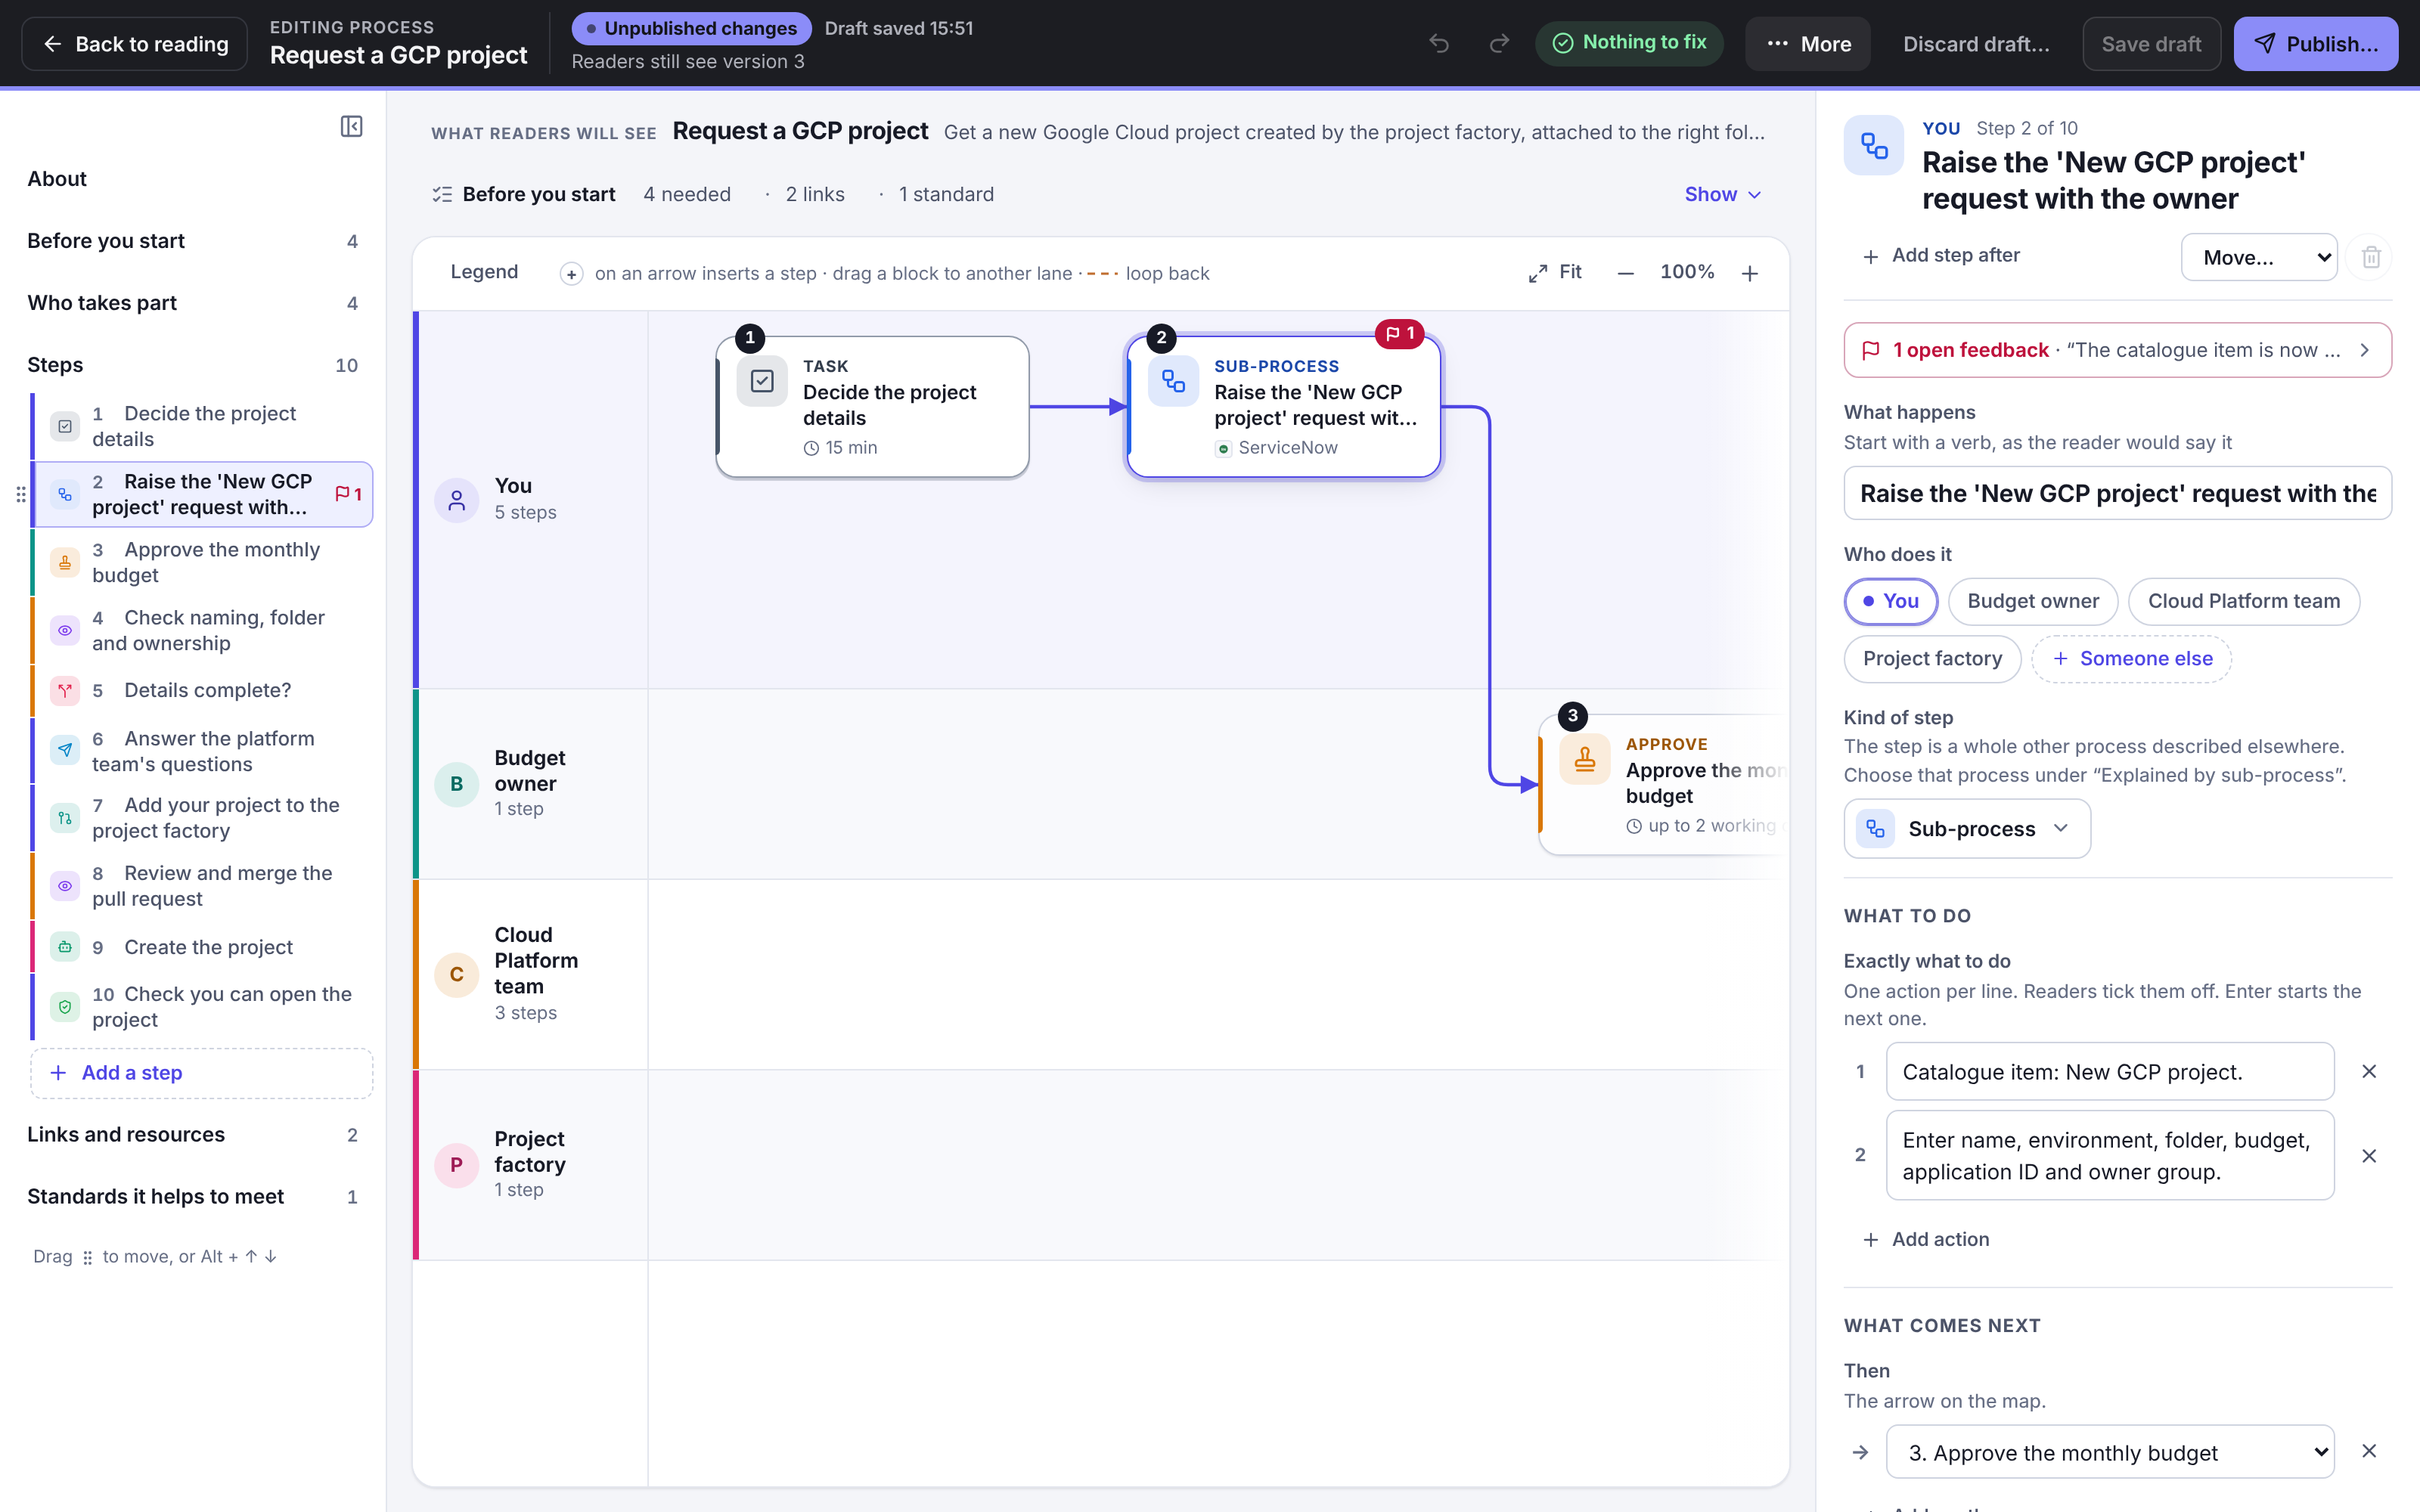 Back to reading
EDITING PROCESS
Request a GCP project
Unpublished changes
Draft saved 15:51
Readers still see version 3
Nothing to fix
More
Discard draft...
Save draft
Publish...
About
Before you start 4
Who takes part 4
Steps 10
1 Decide the project
details
2 Raise the 'New GCP
project' request with...
1
3 Approve the monthly
budget
4 Check naming, folder
and ownership
5 Details complete?
6 Answer the platform
team's questions
7 Add your project to the
project factory
8 Review and merge the
pull request
9 Create the project
10 Check you can open the
project
+ Add a step
Links and resources 2
Standards it helps to meet 1
Drag to move, or Alt + ↑ ↓
WHAT READERS WILL SEE Request a GCP project Get a new Google Cloud project created by the project factory, attached to the right fol...
Before you start 4 needed · 2 links · 1 standard
Show
Legend
+ on an arrow inserts a step · drag a block to another lane · loop back
Fit
− 100% +
You
5 steps
1
TASK
Decide the project
details
15 min
2
1
SUB-PROCESS
Raise the 'New GCP
project' request wit...
ServiceNow
B
Budget
owner
1 step
3
APPROVE
Approve the mon
budget
up to 2 working
C
Cloud
Platform
team
3 steps
P
Project
factory
1 step
YOU Step 2 of 10
Raise the 'New GCP project'
request with the owner
+ Add step after
Move...
1 open feedback · “The catalogue item is now ...
What happens
Start with a verb, as the reader would say it
Raise the 'New GCP project' request with the
Who does it
You
Budget owner
Cloud Platform team
Project factory
+ Someone else
Kind of step
The step is a whole other process described elsewhere.
Choose that process under “Explained by sub-process”.
Sub-process
WHAT TO DO
Exactly what to do
One action per line. Readers tick them off. Enter starts the
next one.
1 Catalogue item: New GCP project.
2 Enter name, environment, folder, budget,
application ID and owner group.
+ Add action
WHAT COMES NEXT
Then
The arrow on the map.
→ 3. Approve the monthly budget